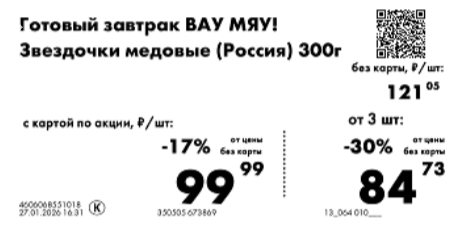 Готовый завтрак ВАУ МЯУ!
Звездочки медовые (Россия) 300г
без карты, ₽/шт:
121 05
с картой по акции, ₽/шт:
-17% от цены без карты
99 99
от 3 шт:
-30% от цены без карты
84 73
4606068551018
27.01.2026 16:31 K
350505 673869
13_064 010___